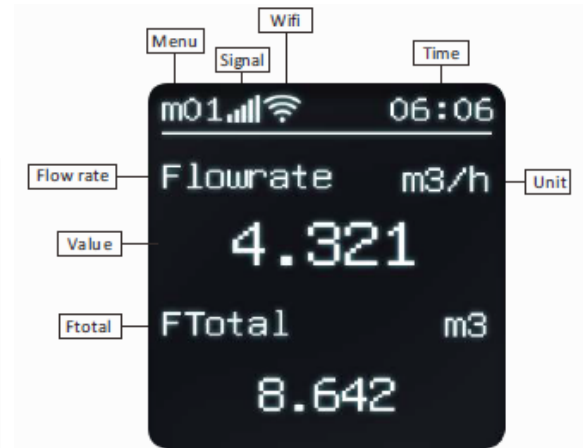 Wifi
Menu
Signal
Time
m01 06:06
Flow rate
Flowrate m3/h
Unit
Value
4.321
Ftotal
FTotal m3
8.642